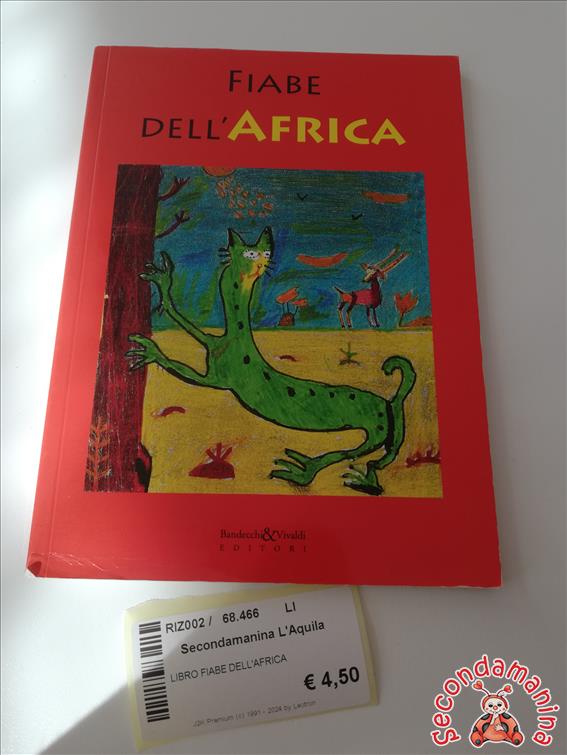 FIABE
DELL'AFRICA
Bandecchi&Vivaldi
EDITORI
RIZ002 / 68.466 LI
Secondamanina L'Aquila
LIBRO FIABE DELL'AFRICA
€ 4,50
J2K Premium (c) 1991 - 2024 by Leutron
Secondamanina